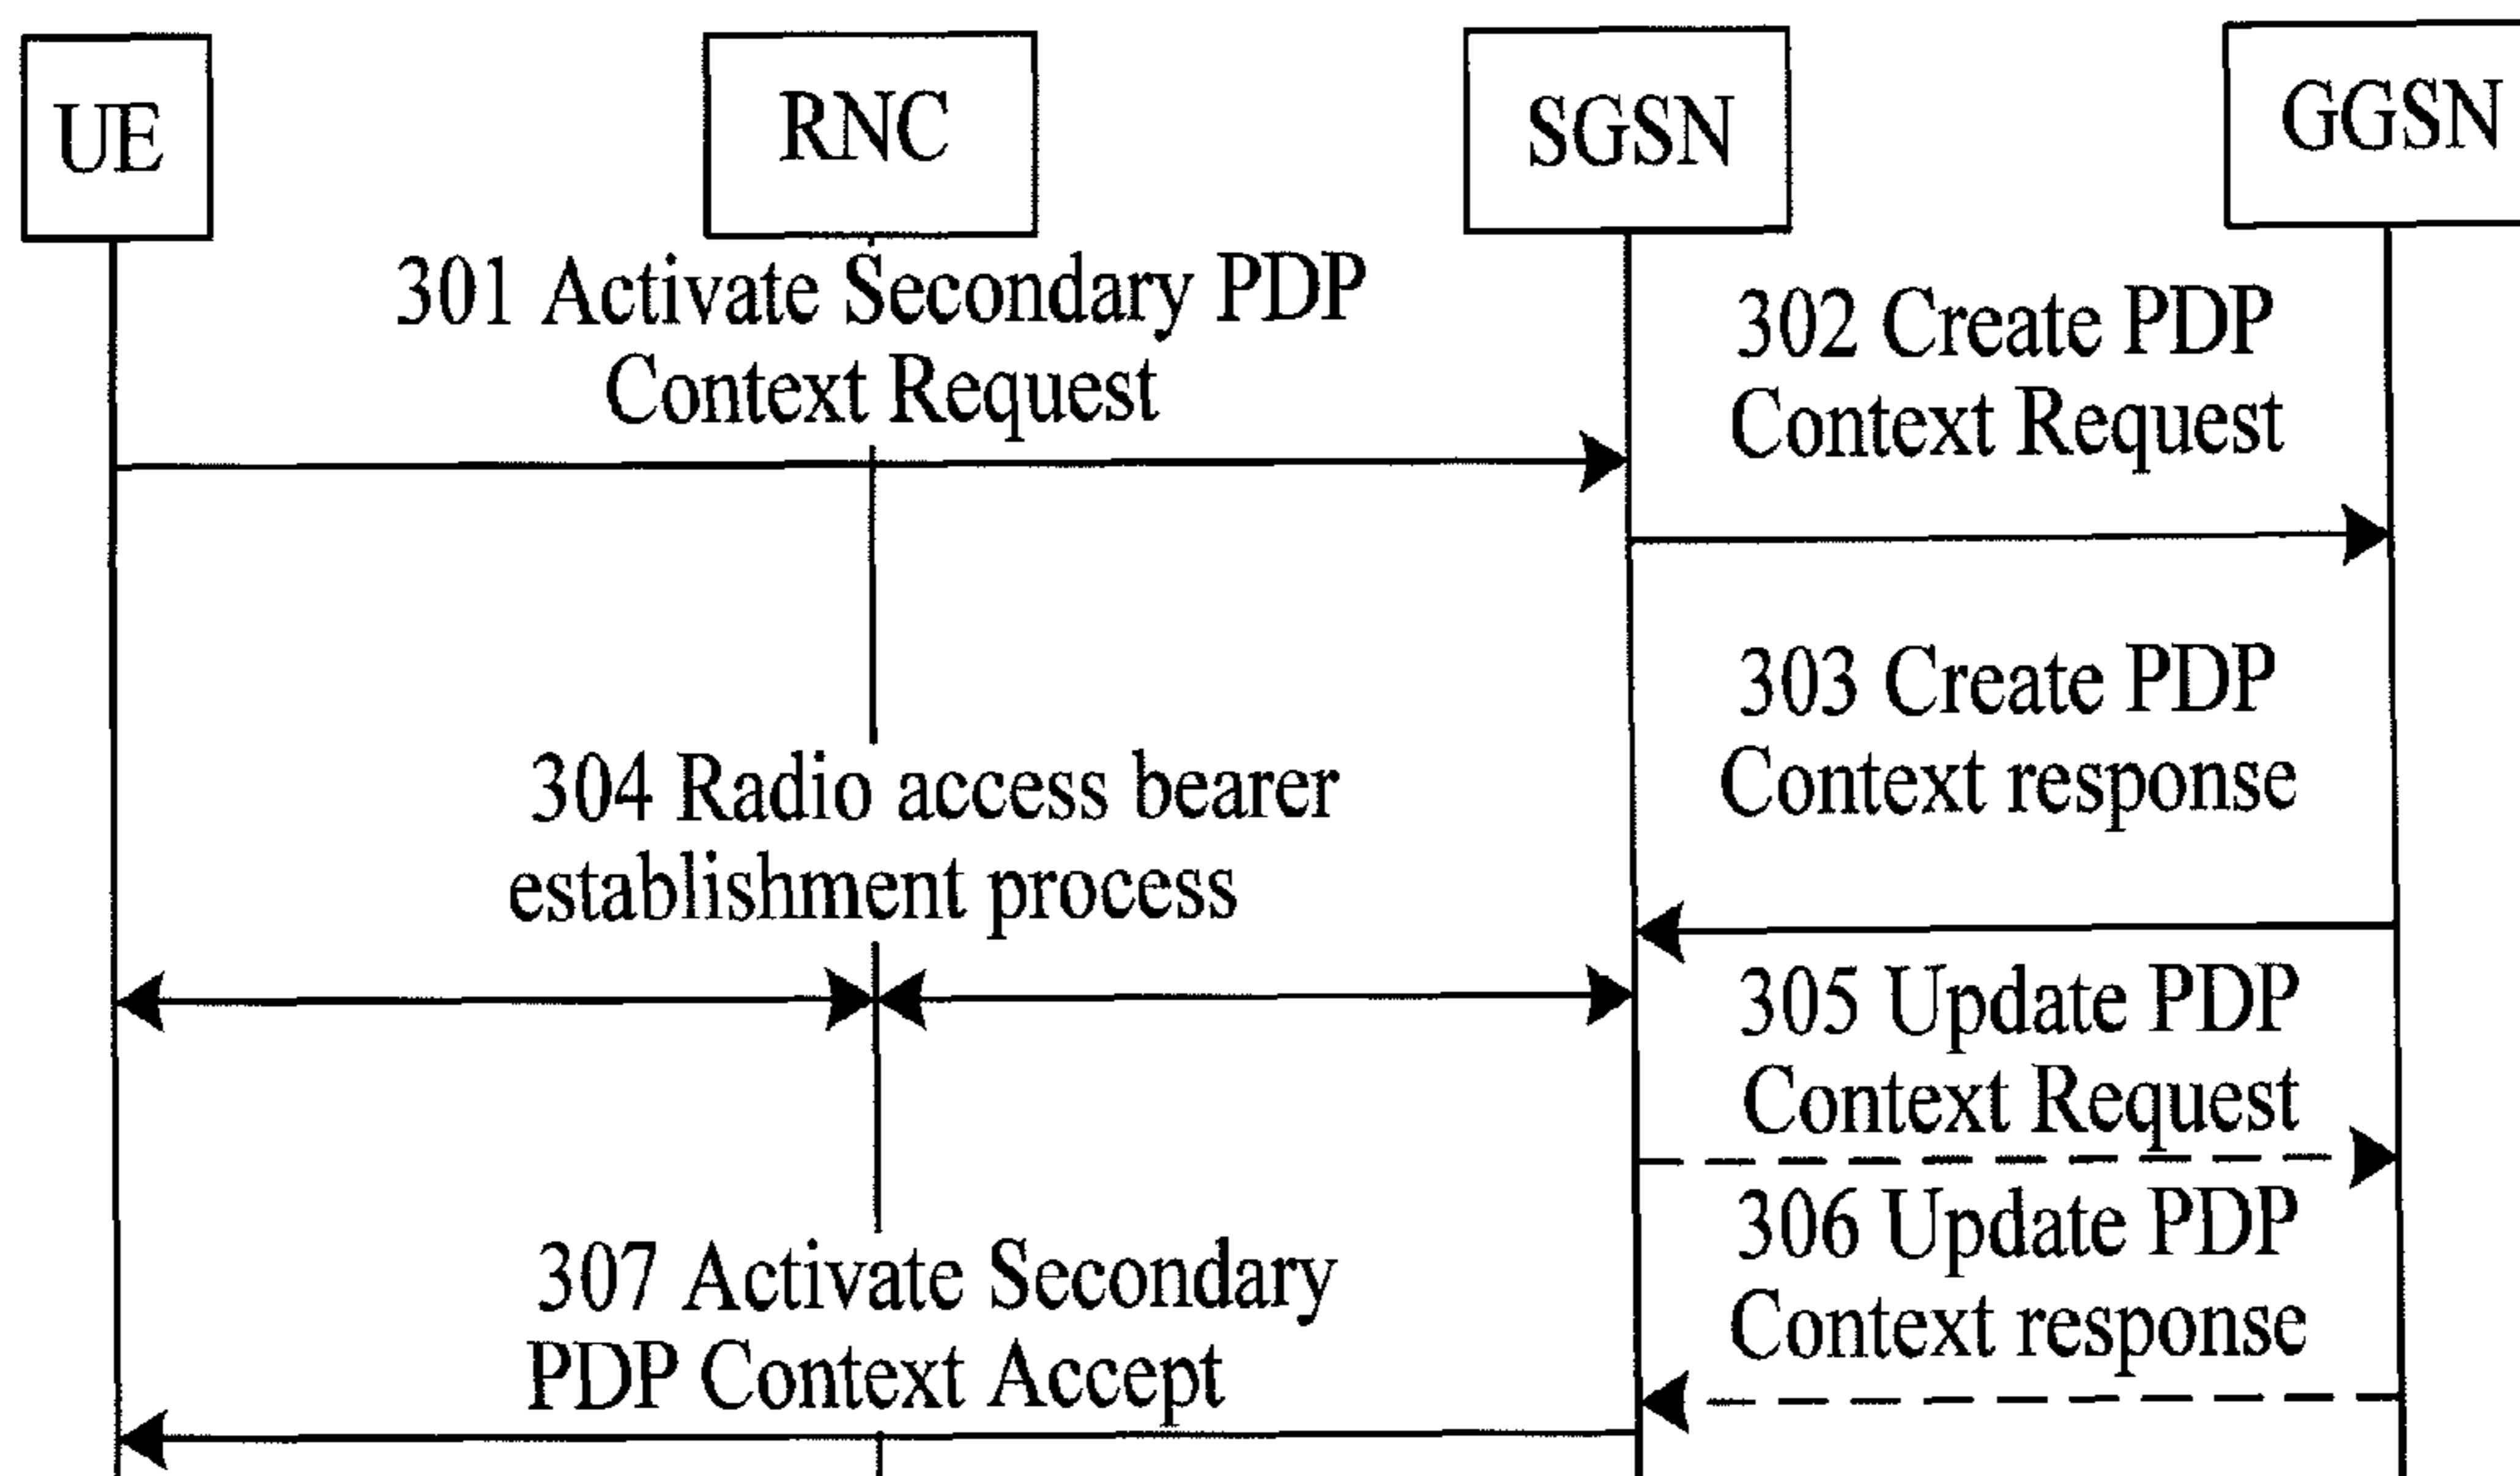 UE
RNC
SGSN
GGSN
301 Activate Secondary PDP
Context Request
302 Create PDP
Context Request
303 Create PDP
Context response
304 Radio access bearer
establishment process
305 Update PDP
Context Request
306 Update PDP
Context response
307 Activate Secondary
PDP Context Accept